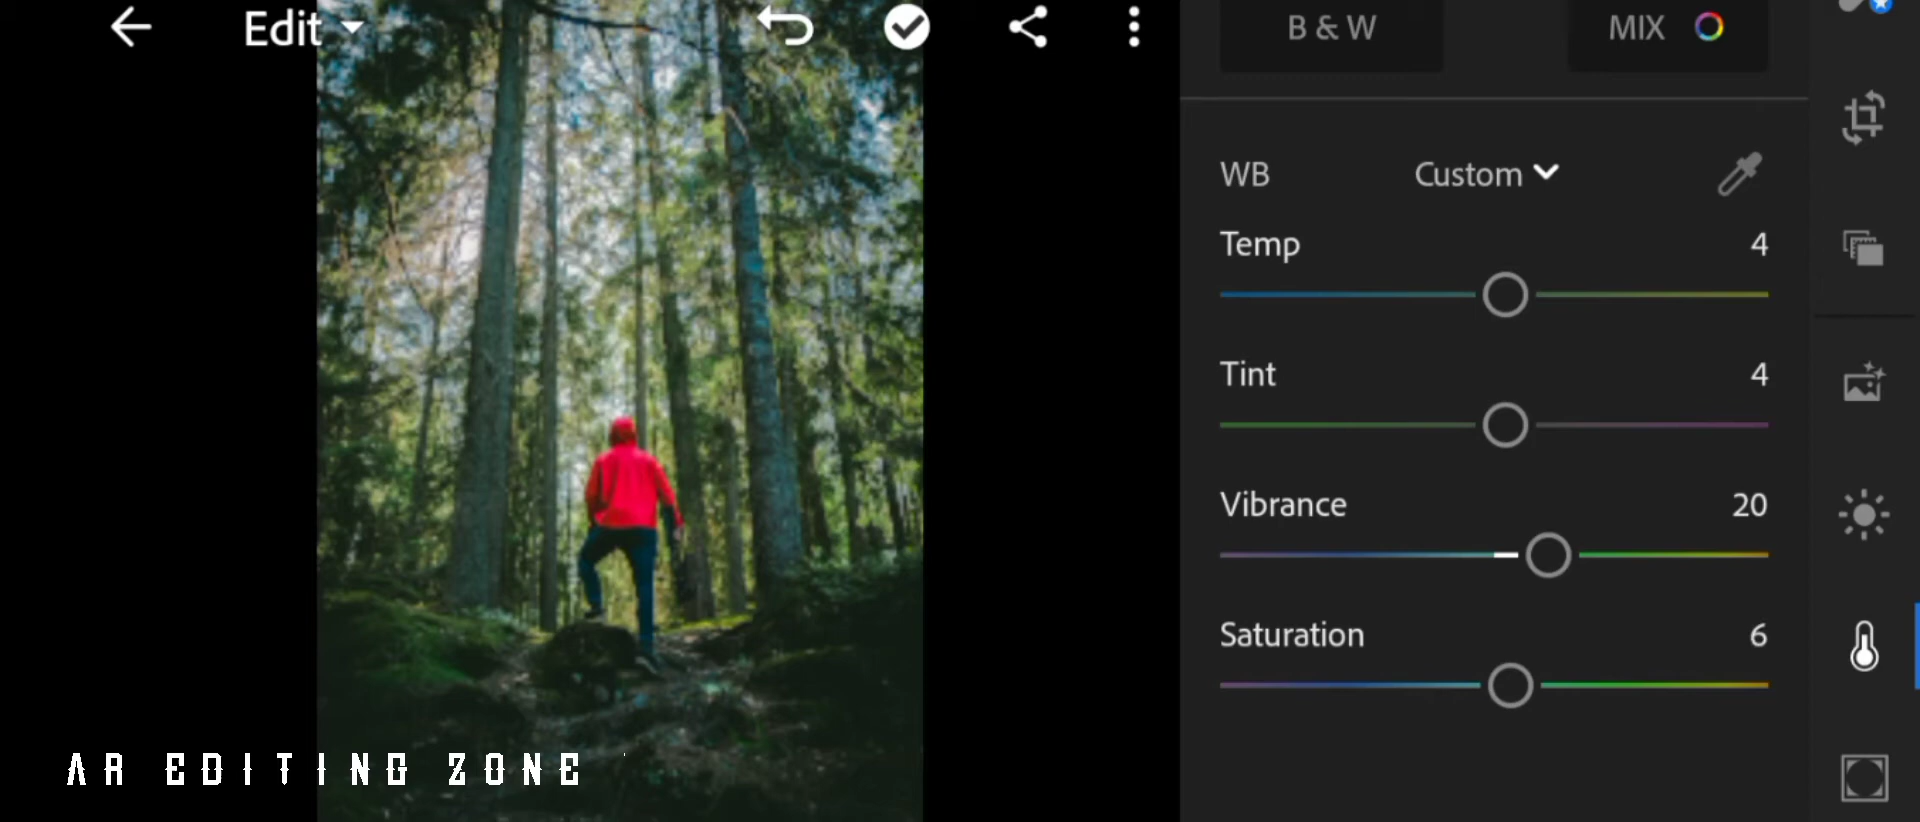 Edit
B & W
MIX
WB
Custom
Temp
4
Tint
4
Vibrance
20
Saturation
6
AR EDITING ZONE